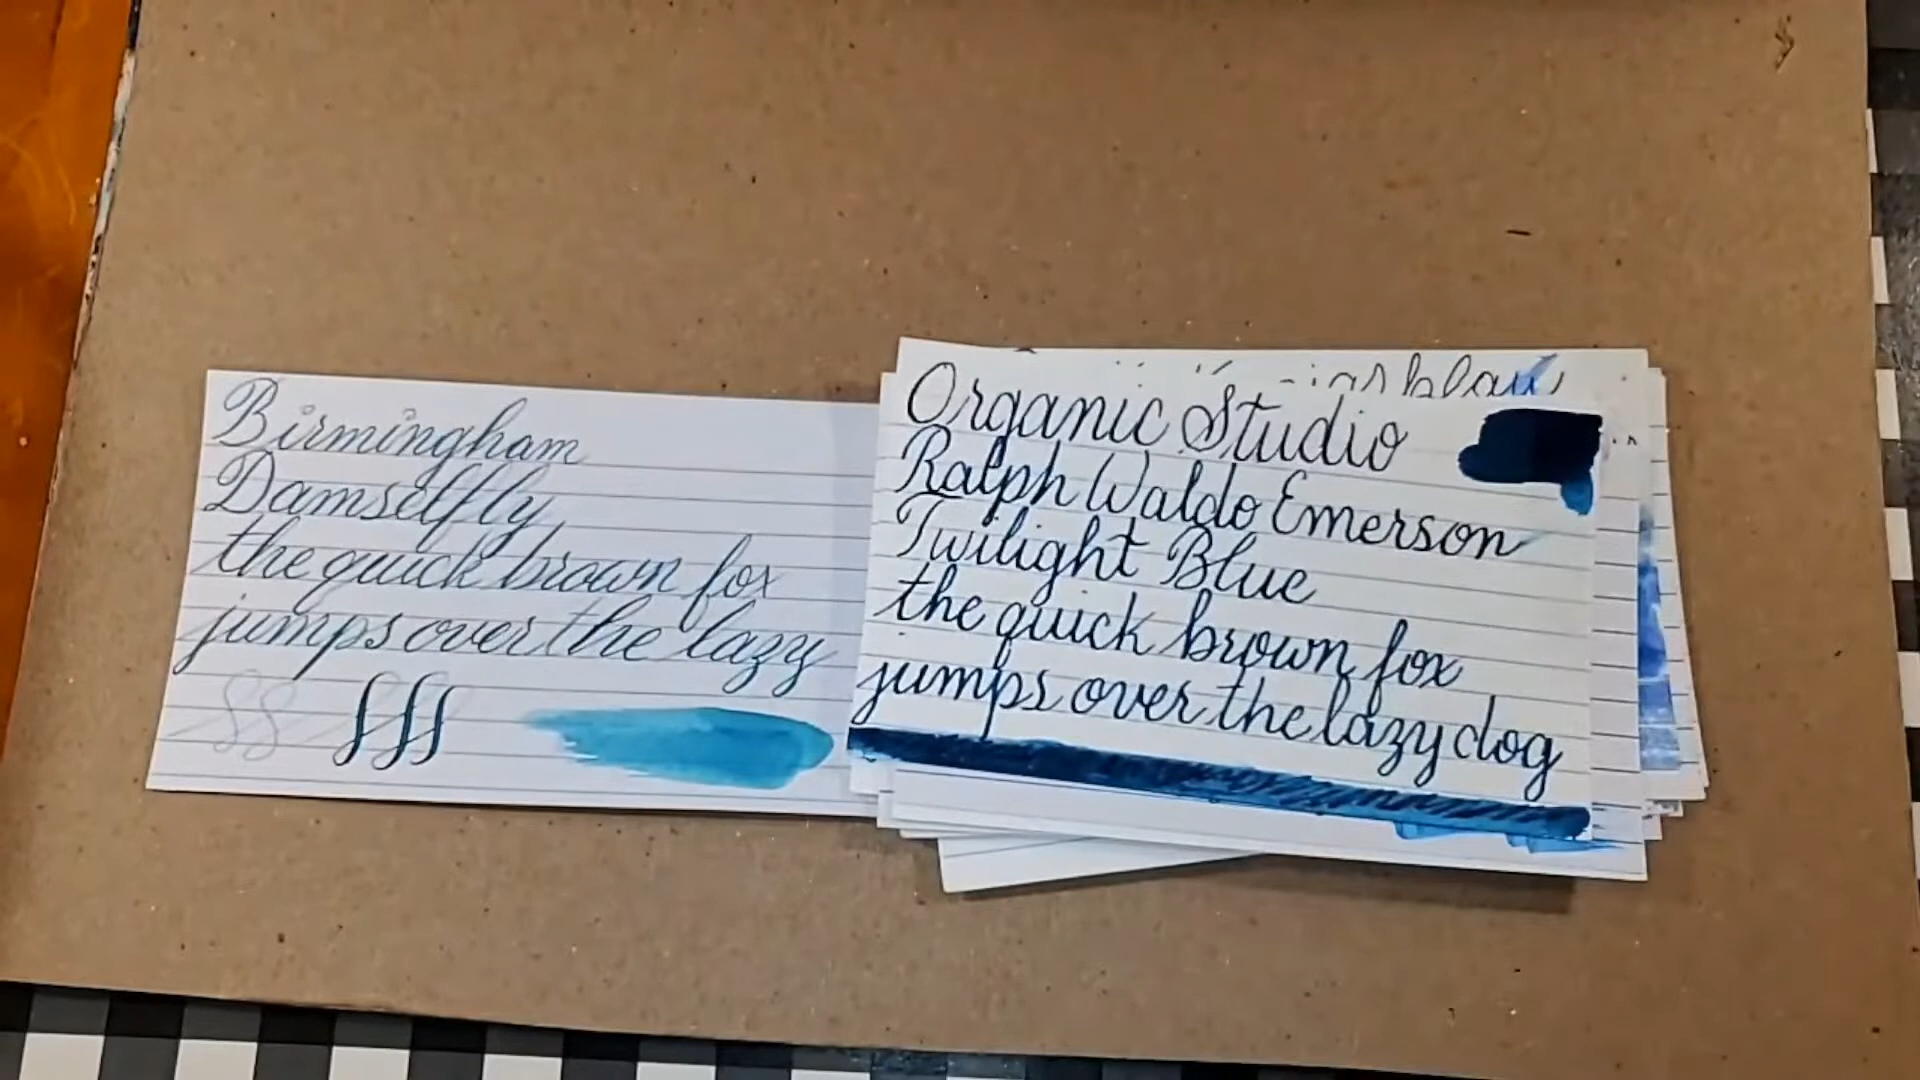 Birmingham
Damselfly
the quick brown fox
jumps over the lazy
Organic Studio
Ralph Waldo Emerson
Twilight Blue
the quick brown fox
jumps over the lazy dog